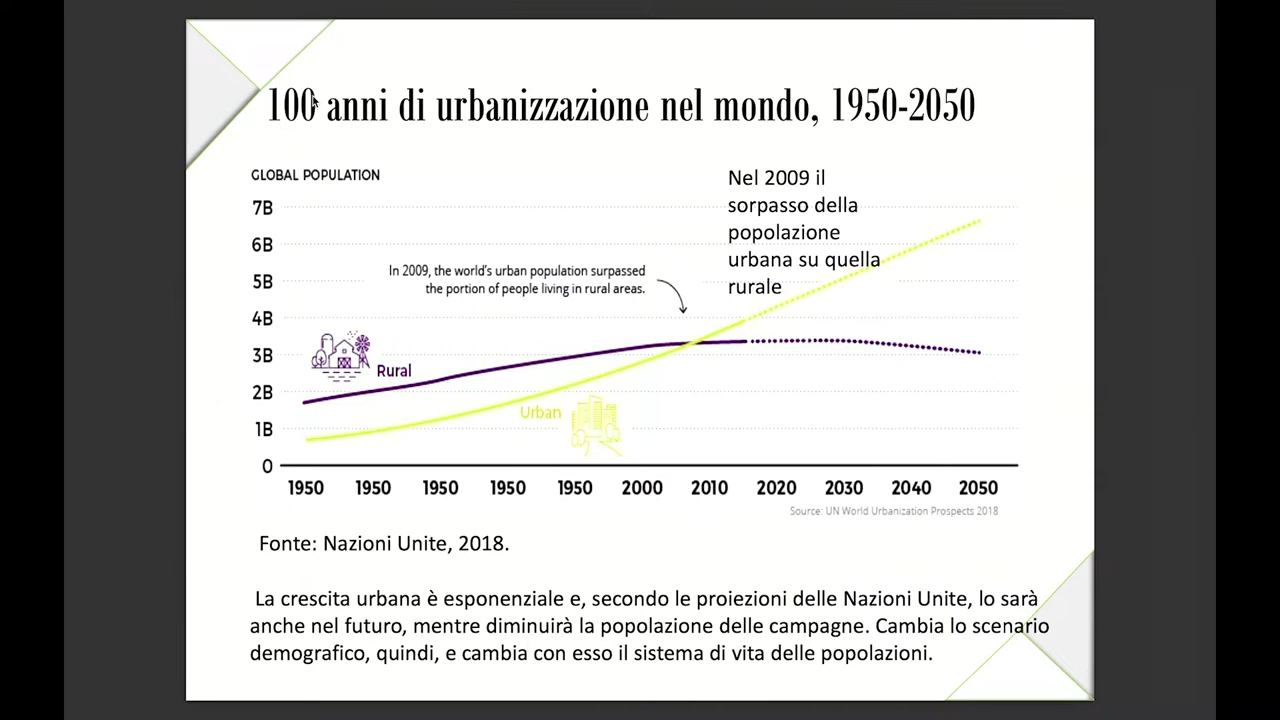 100 anni di urbanizzazione nel mondo, 1950-2050
GLOBAL POPULATION
Nel 2009 il
sorpasso della
popolazione
urbana su quella
rurale
7B
6B
5B
4B
3B
2B
1B
0
In 2009, the world's urban population surpassed
the portion of people living in rural areas.
Rural
Urban
1950 1950 1950 1950 1950 2000 2010 2020 2030 2040 2050
Source: UN World Urbanization Prospects 2018
Fonte: Nazioni Unite, 2018.
La crescita urbana è esponenziale e, secondo le proiezioni delle Nazioni Unite, lo sarà
anche nel futuro, mentre diminuirà la popolazione delle campagne. Cambia lo scenario
demografico, quindi, e cambia con esso il sistema di vita delle popolazioni.